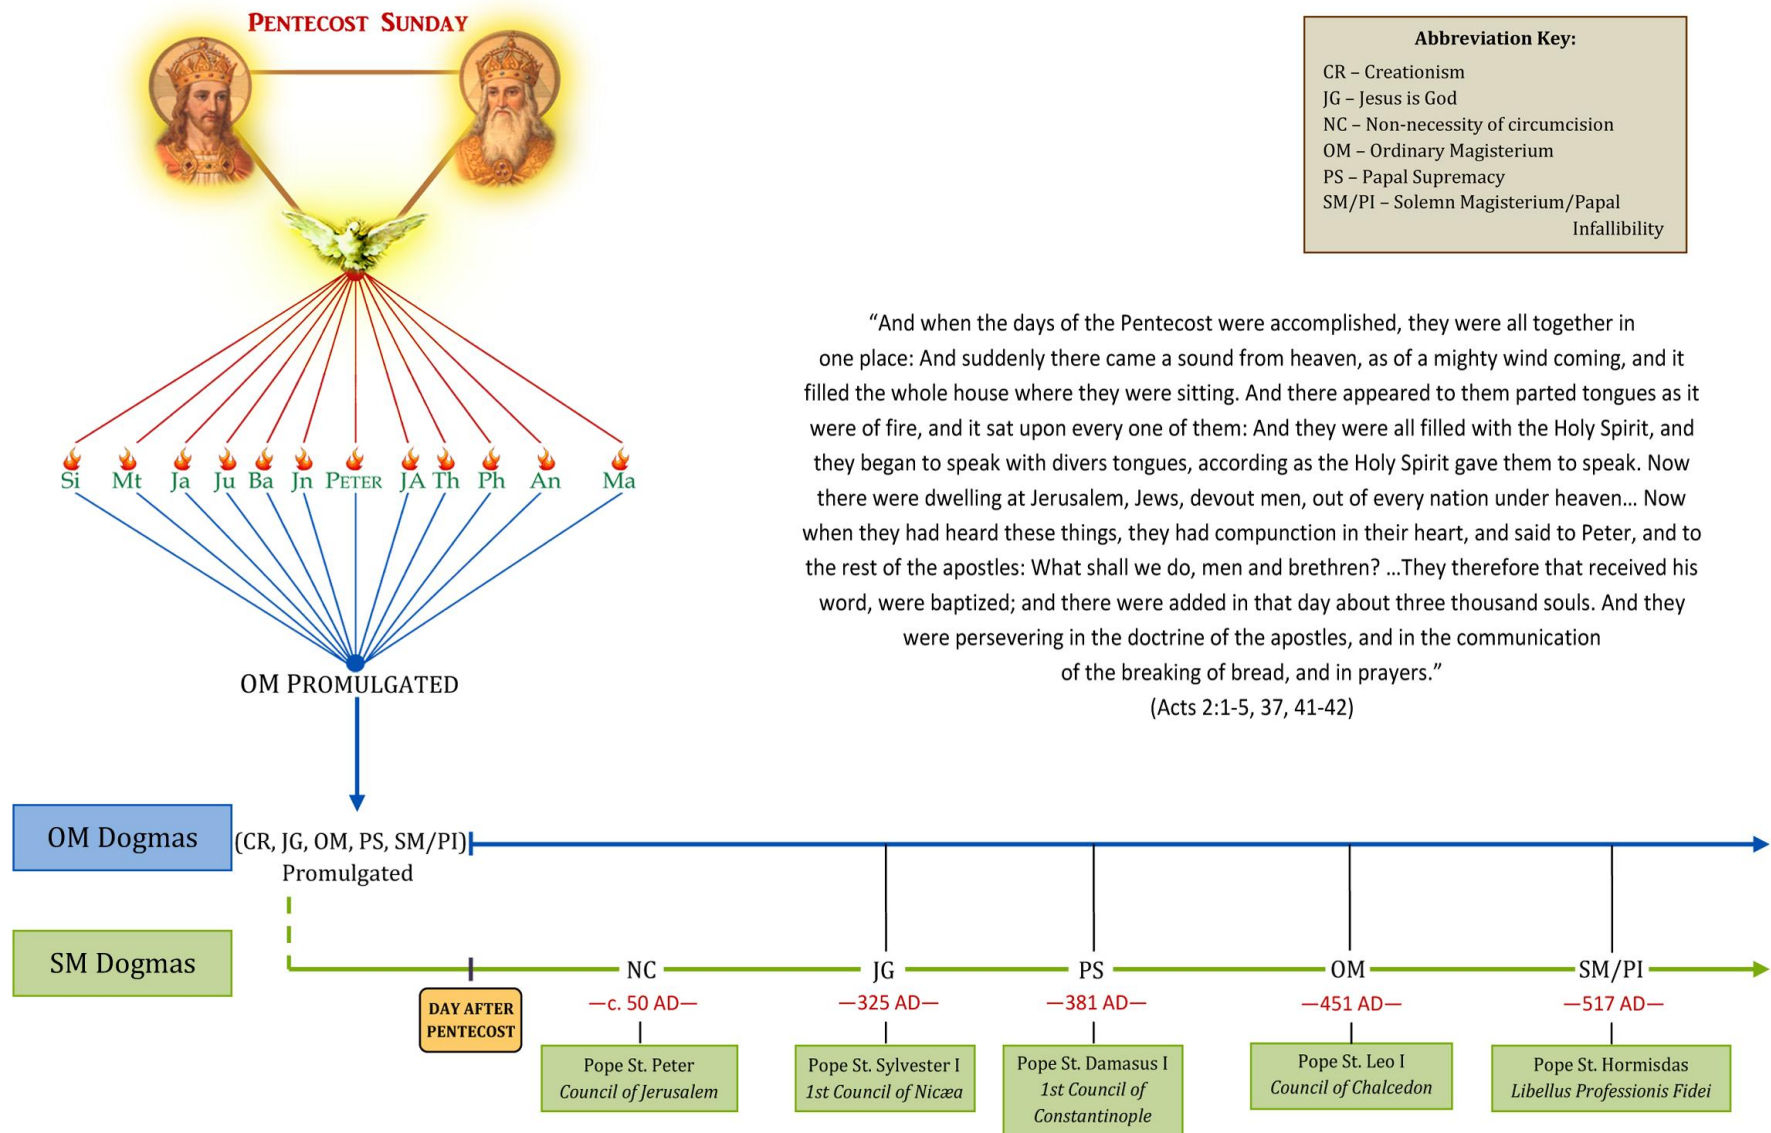 PENTECOST SUNDAY
Abbreviation Key:
CR – Creationism
JG – Jesus is God
NC – Non-necessity of circumcision
OM – Ordinary Magisterium
PS – Papal Supremacy
SM/PI – Solemn Magisterium/Papal
Infallibility
“And when the days of the Pentecost were accomplished, they were all together in
one place: And suddenly there came a sound from heaven, as of a mighty wind coming, and it
filled the whole house where they were sitting. And there appeared to them parted tongues as it
were of fire, and it sat upon every one of them: And they were all filled with the Holy Spirit, and
they began to speak with divers tongues, according as the Holy Spirit gave them to speak. Now
there were dwelling at Jerusalem, Jews, devout men, out of every nation under heaven… Now
when they had heard these things, they had compunction in their heart, and said to Peter, and to
the rest of the apostles: What shall we do, men and brethren? …They therefore that received his
word, were baptized; and there were added in that day about three thousand souls. And they
were persevering in the doctrine of the apostles, and in the communication
of the breaking of bread, and in prayers.”
(Acts 2:1-5, 37, 41-42)
Si Mt Ja Ju Ba Jn PETER JA Th Ph An Ma
OM PROMULGATED
OM Dogmas
(CR, JG, OM, PS, SM/PI)
Promulgated
SM Dogmas
NC JG PS OM SM/PI
DAY AFTER
PENTECOST
—c. 50 AD—
—325 AD—
—381 AD—
—451 AD—
—517 AD—
Pope St. Peter
Council of Jerusalem
Pope St. Sylvester I
1st Council of Nicæa
Pope St. Damasus I
1st Council of
Constantinople
Pope St. Leo I
Council of Chalcedon
Pope St. Hormisdas
Libellus Professionis Fidei